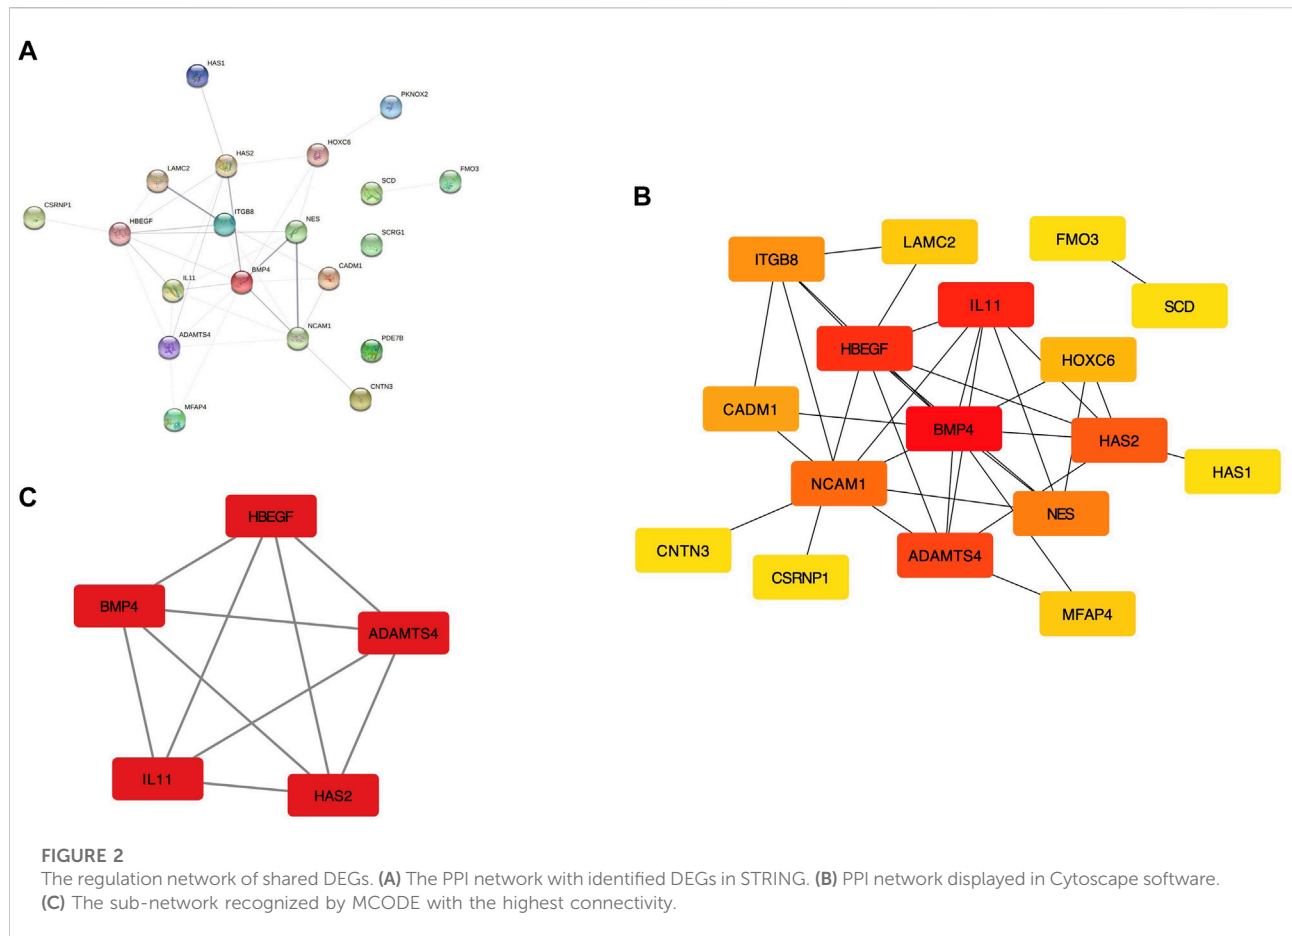 A
HAS1
PKNOX2
HOXC6
HAS2
LAMC2
FMO3
SCD
CSRNP1
HBEGF
ITGB8
NES
SCRG1
BMP4
CADM1
IL11
NCAM1
ADAMTS4
PDE7B
CNTN3
MFAP4
B
LAMC2
FMO3
ITGB8
IL11
SCD
HBEGF
HOXC6
CADM1
BMP4
HAS2
HAS1
NCAM1
NES
CNTN3
ADAMTS4
CSRNP1
MFAP4
C
HBEGF
BMP4
ADAMTS4
IL11
HAS2
FIGURE 2
The regulation network of shared DEGs. (A) The PPI network with identified DEGs in STRING. (B) PPI network displayed in Cytoscape software.
(C) The sub-network recognized by MCODE with the highest connectivity.